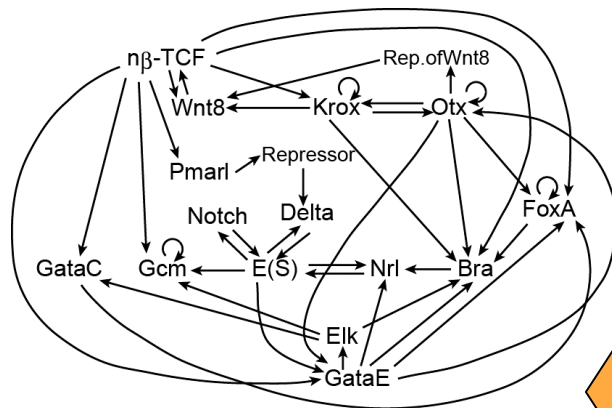 nβ-TCF
Rep.ofWnt8
Wnt8
Krox
Otx
Pmarl
Repressor
Notch
Delta
FoxA
GataC
Gcm
E(S)
Nrl
Bra
Elk
GataE